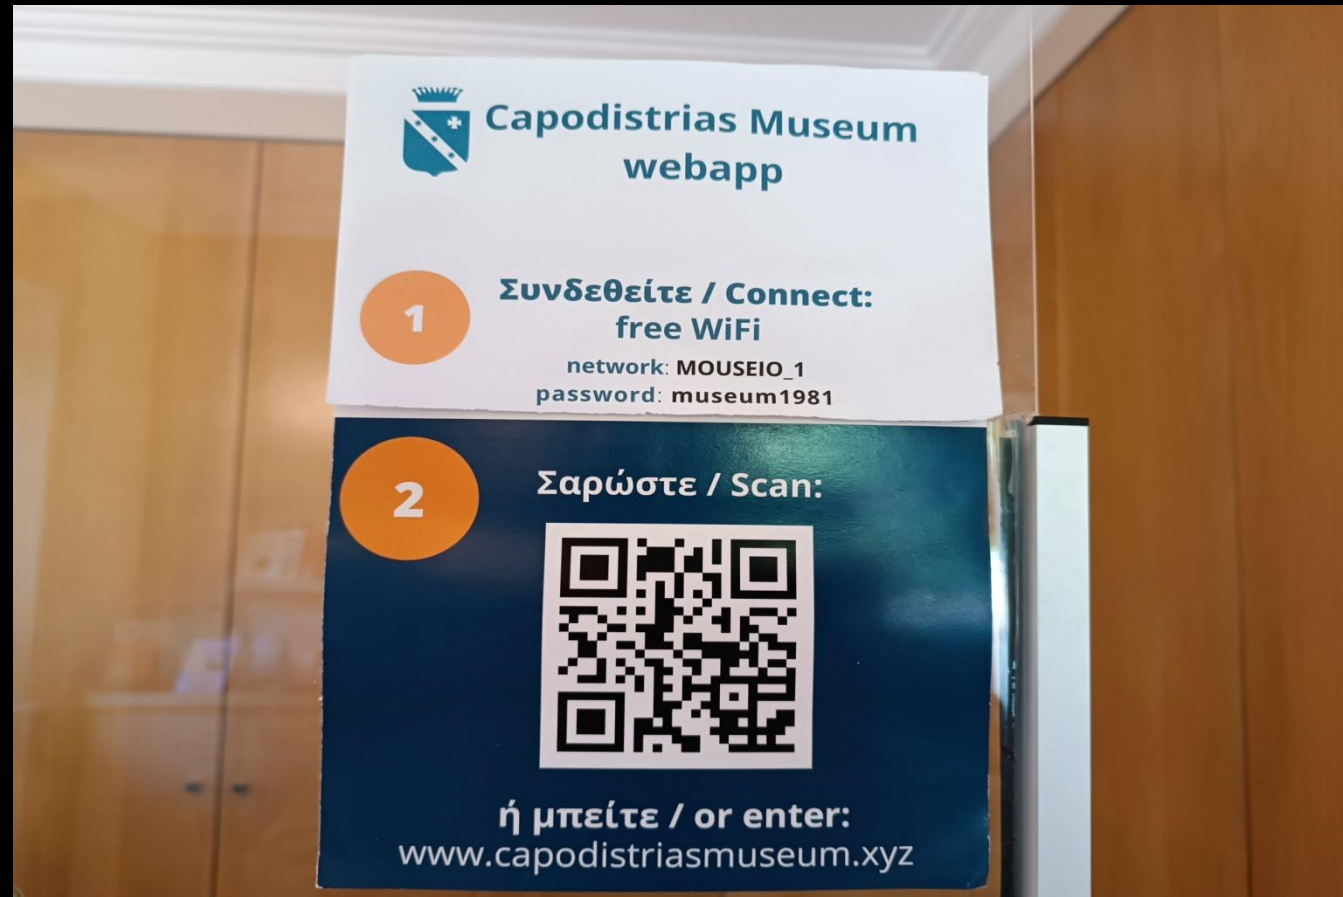 Capodistrias Museum
webapp
1
Συνδεθείτε / Connect:
free WiFi
network: MOUSEIO_1
password: museum1981
2
Σαρώστε / Scan:
ή μπείτε / or enter:
www.capodistriasmuseum.xyz